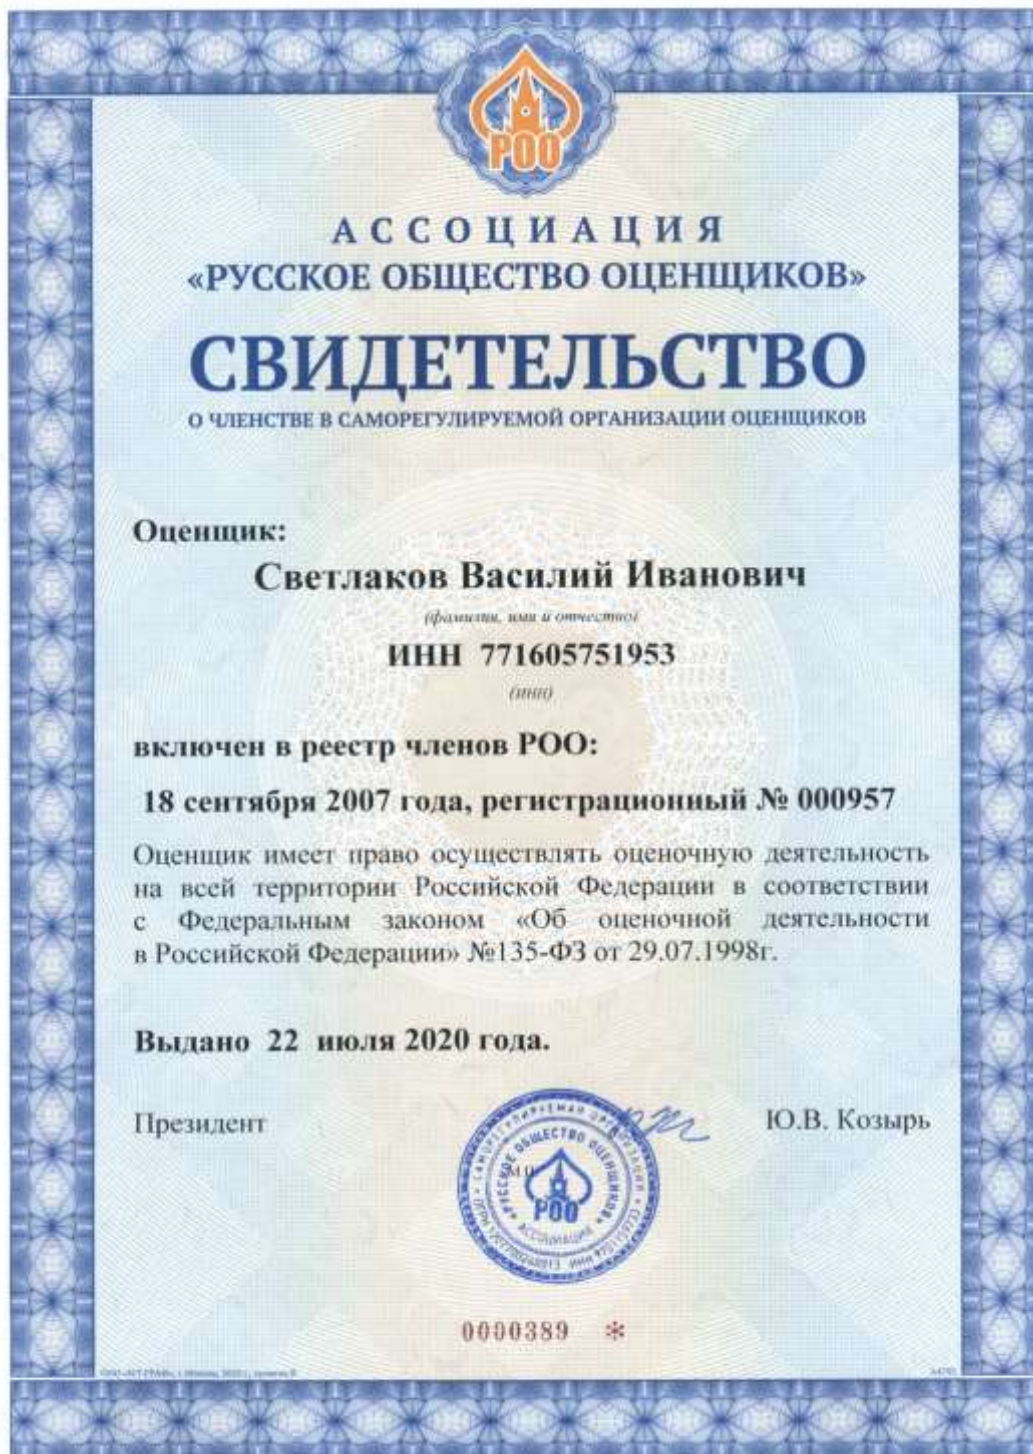 РОО
АССОЦИАЦИЯ
«РУССКОЕ ОБЩЕСТВО ОЦЕНЩИКОВ»
СВИДЕТЕЛЬСТВО
О ЧЛЕНСТВЕ В САМОРЕГУЛИРУЕМОЙ ОРГАНИЗАЦИИ ОЦЕНЩИКОВ
Оценщик:
Светлаков Василий Иванович
(фамилия, имя и отчество)
ИНН 771605751953
(ИНН)
включен в реестр членов РОО:
18 сентября 2007 года, регистрационный № 000957
Оценщик имеет право осуществлять оценочную деятельность
на всей территории Российской Федерации в соответствии
с Федеральным законом «Об оценочной деятельности
в Российской Федерации» №135-ФЗ от 29.07.1998г.
Выдано 22 июля 2020 года.
Президент
Ю.В. Козырь
САМОРЕГУЛИРУЕМАЯ ОРГАНИЗАЦИЯ
«РУССКОЕ ОБЩЕСТВО ОЦЕНЩИКОВ»
РОО
АССОЦИАЦИЯ
0000389 *